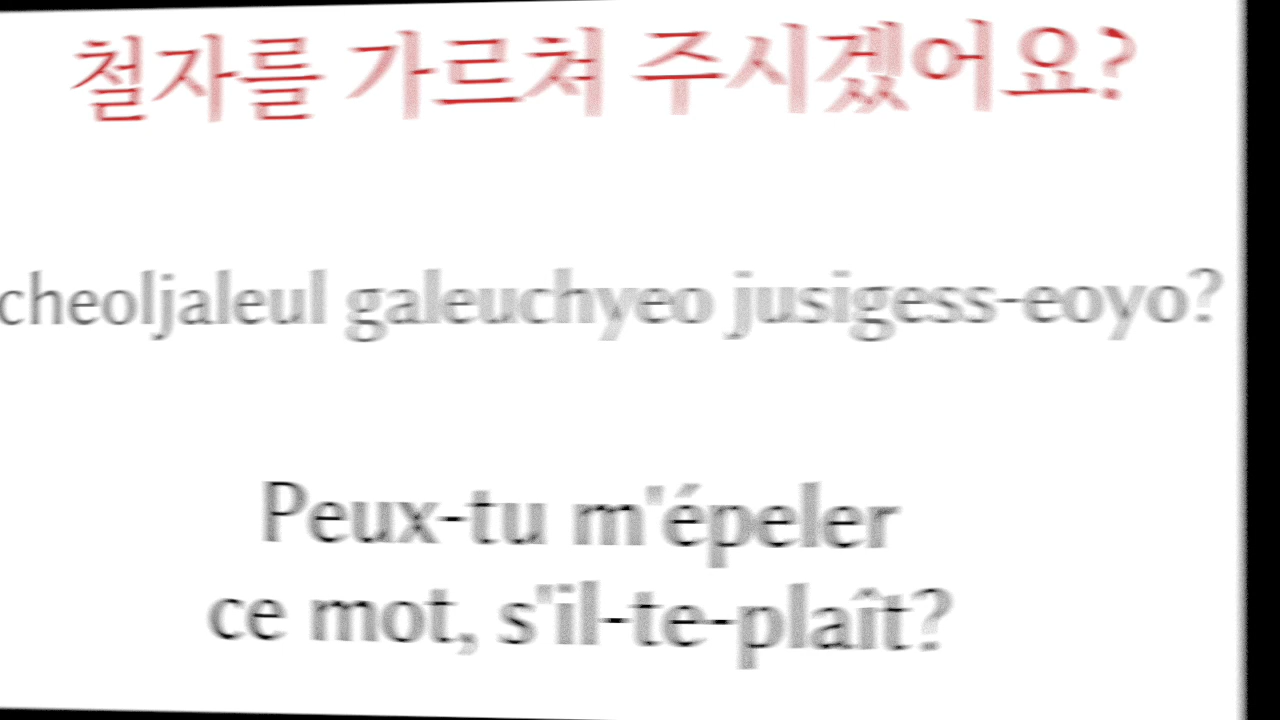 철자를 가르쳐 주시겠어요?
cheoljaleul galeuchyeo jusigess-eoyo?
Peux-tu m'épeler
ce mot, s'il-te-plaît?